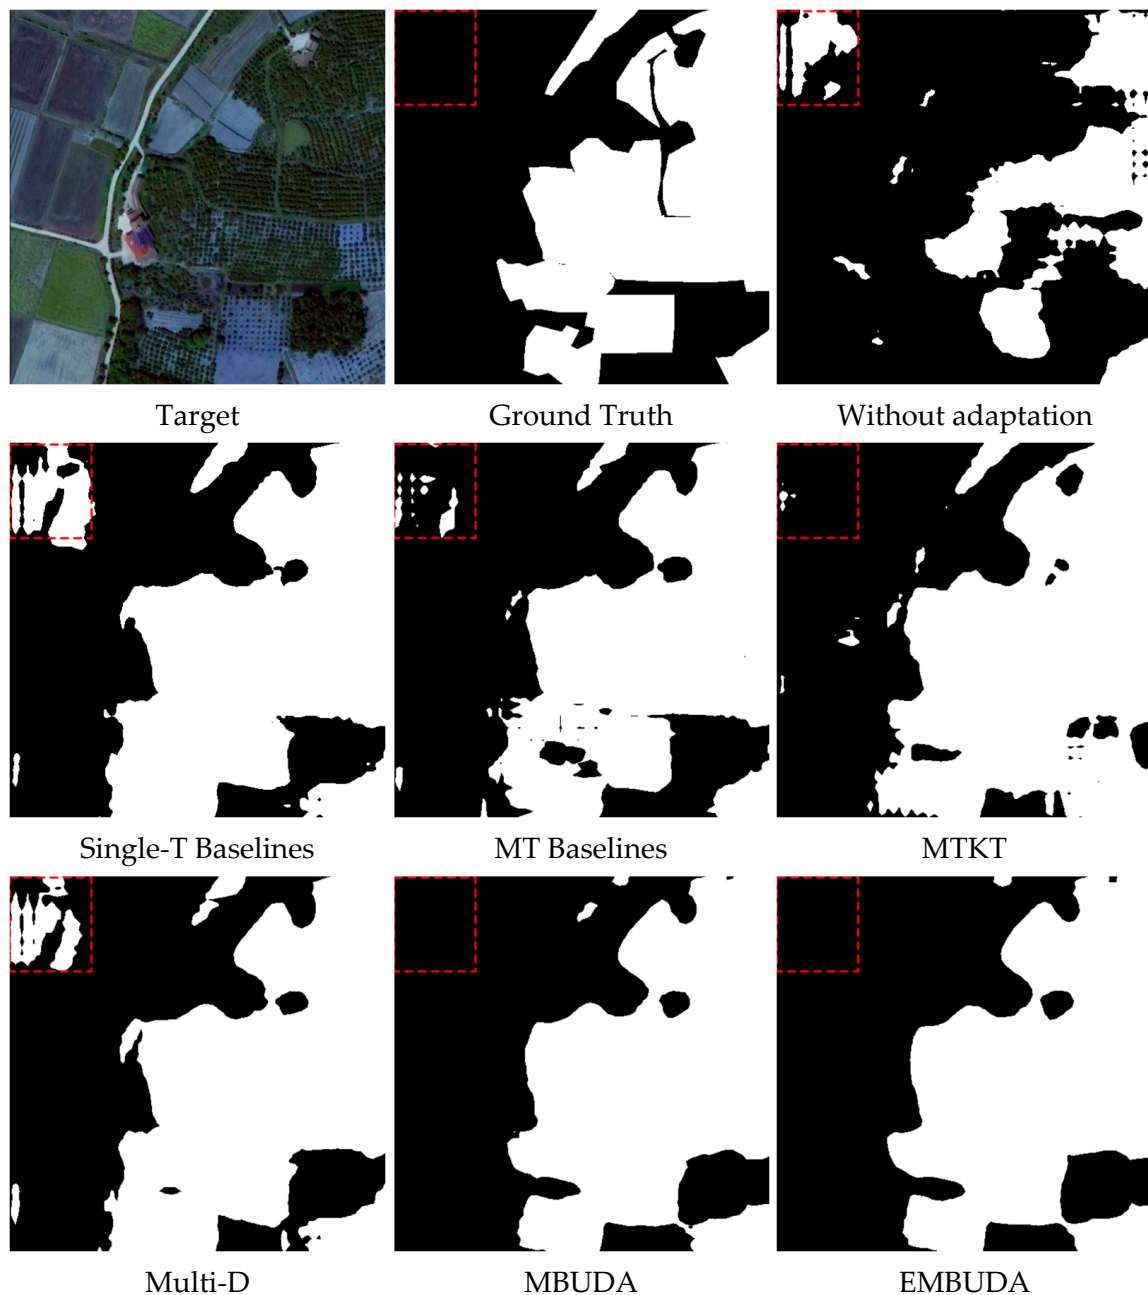 Target
Ground Truth
Without adaptation
Single-T Baselines
MT Baselines
MTKT
Multi-D
MBUDA
EMBUDA